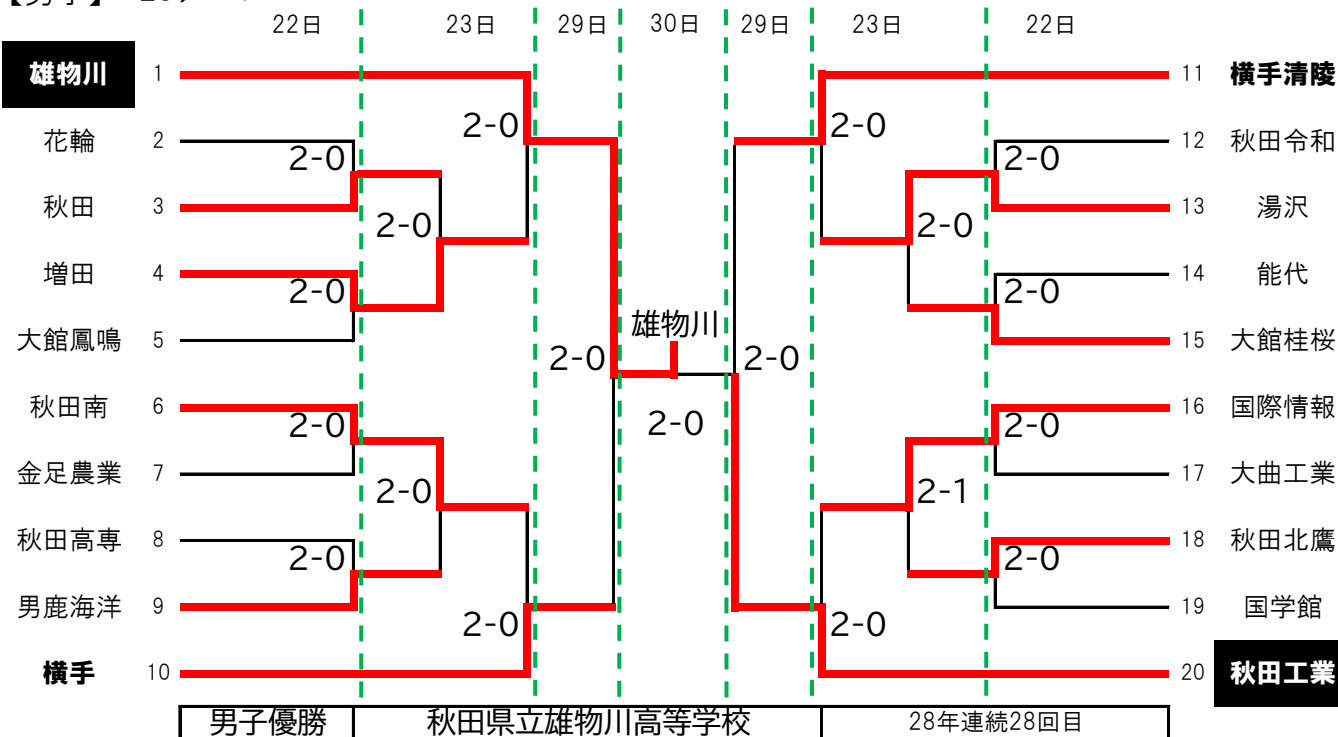 22日 23日 29日 30日 29日 23日 22日
雄物川 1
花輪 2
秋田 3
増田 4
大館鳳鳴 5
秋田南 6
金足農業 7
秋田高専 8
男鹿海洋 9
横手 10
2-0
2-0
2-0
2-0
2-0
2-0
2-0
2-0
2-0
雄物川
2-0
2-0
2-0
2-0
2-0
2-0
2-0
2-1
2-0
2-0
11 横手清陵
12 秋田令和
13 湯沢
14 能代
15 大館桂桜
16 国際情報
17 大曲工業
18 秋田北鷹
19 国学館
20 秋田工業
男子優勝 秋田県立雄物川高等学校 28年連続28回目